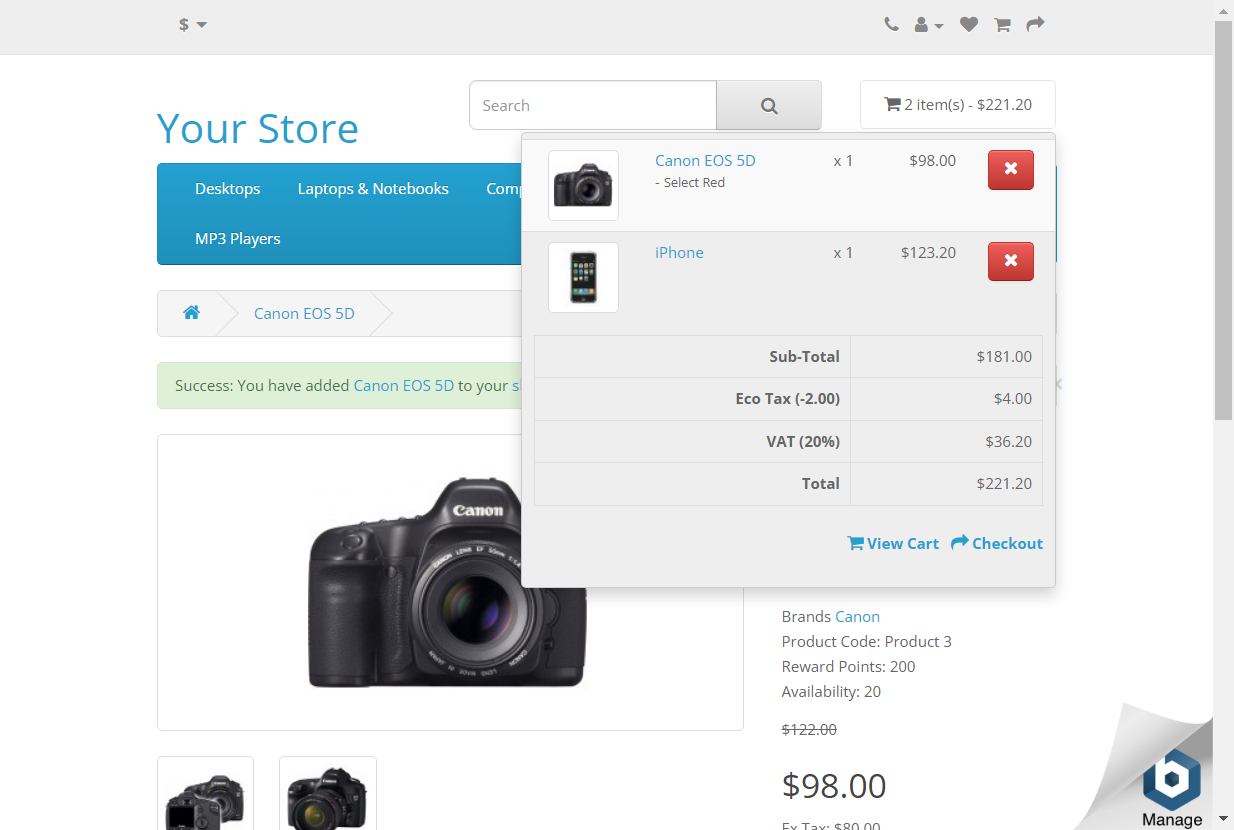 $
Search
2 item(s) - $221.20
Your Store
Canon EOS 5D x 1 $98.00
- Select Red
Desktops Laptops & Notebooks Comp
iPhone x 1 $123.20
MP3 Players
Canon EOS 5D
Sub-Total $181.00
Success: You have added Canon EOS 5D to your s
Eco Tax (-2.00) $4.00
VAT (20%) $36.20
Total $221.20
Canon
View Cart Checkout
Brands Canon
Product Code: Product 3
Reward Points: 200
Availability: 20
$122.00
$98.00
Ex Tax: $80.00
Manage